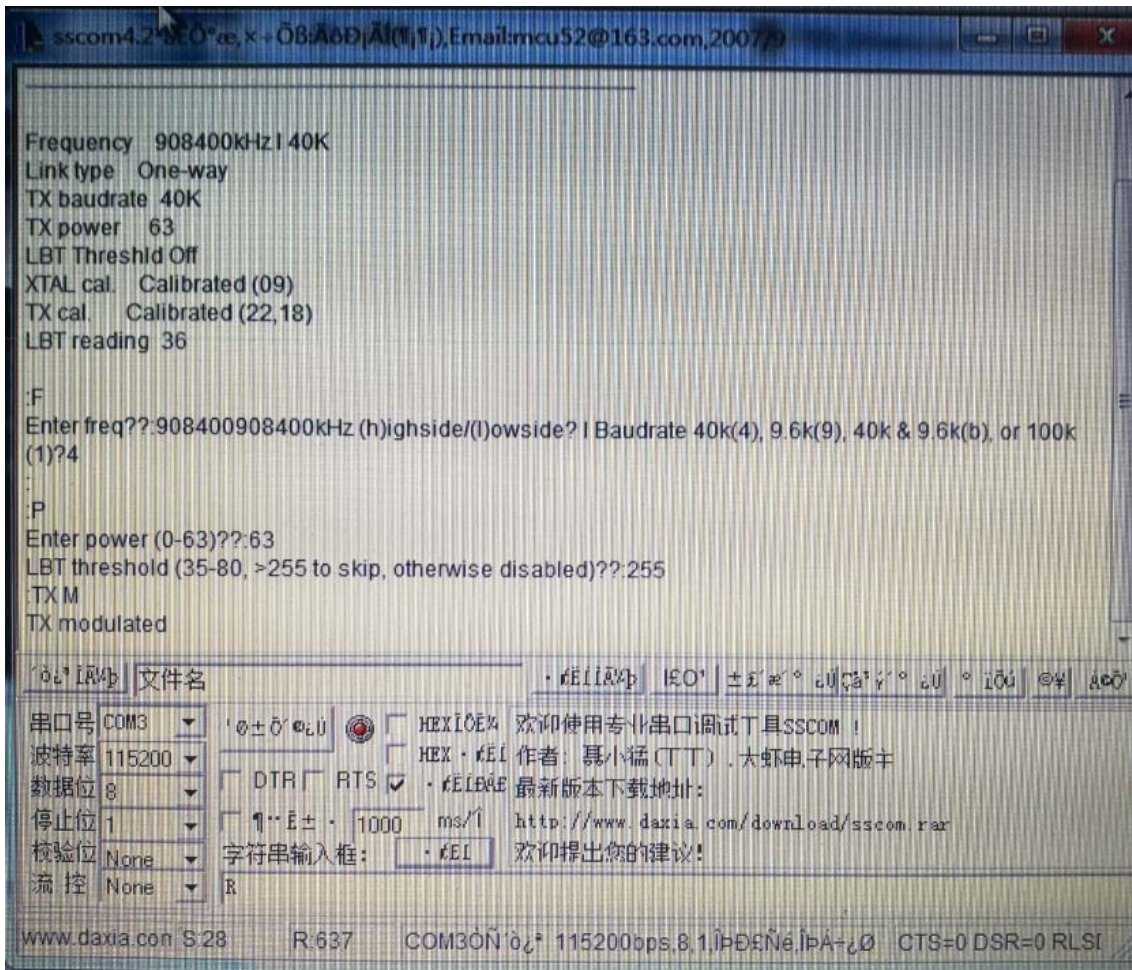 sscom4.2
Email:mcu52@163.com,2007/9
Frequency 908400kHz l 40K
Link type One-way
TX baudrate 40K
TX power 63
LBT Threshld Off
XTAL cal. Calibrated (09)
TX cal. Calibrated (22,18)
LBT reading 36
:F
Enter freq??:908400908400kHz (h)ighside/(l)owside? l Baudrate 40k(4), 9.6k(9), 40k & 9.6k(b), or 100k
(1)?4
:
:P
Enter power (0-63)??:63
LBT threshold (35-80, >255 to skip, otherwise disabled)??:255
:TX M
TX modulated
文件名
串口号 COM3
波特率 115200
数据位 8
停止位 1
校验位 None
流 控 None
HEX
HEX
DTR RTS
1000 ms/
字符串输入框:
R
欢迎使用专业串口调试工具SSCOM !
作者: 聂小猛(丁丁).大虾电子网版主
最新版本下载地址:
http://www.daxia.com/download/sscom.rar
欢迎提出您的建议!
www.daxia.con S:28 R:637 COM3 115200bps,8,1, CTS=0 DSR=0 RLSI